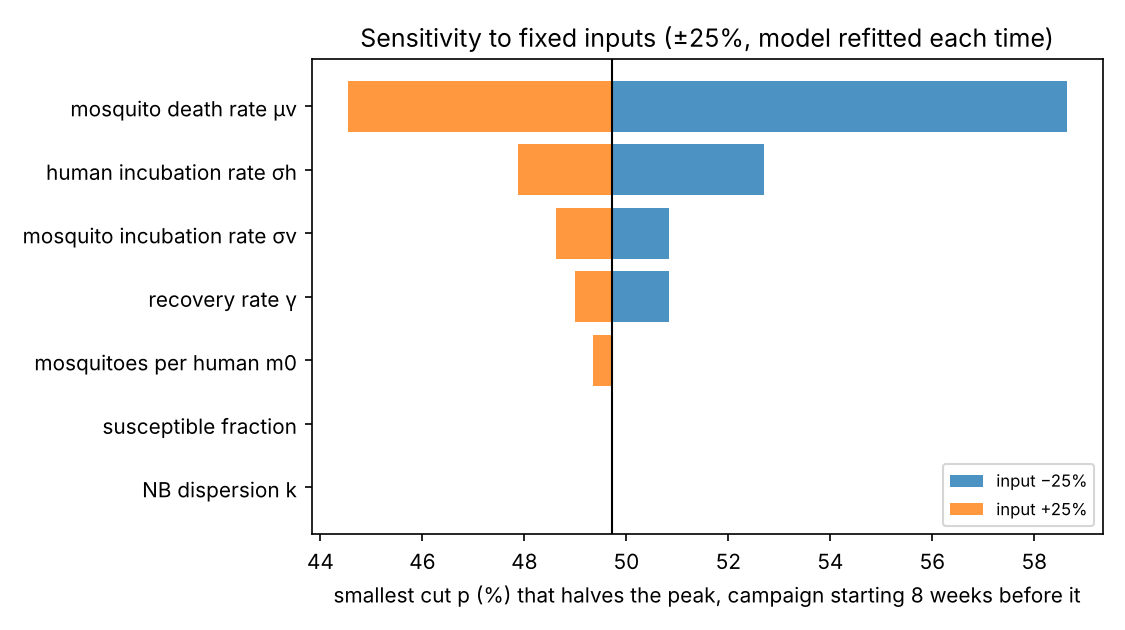 Sensitivity to fixed inputs (±25%, model refitted each time)
mosquito death rate μv
human incubation rate σh
mosquito incubation rate σv
recovery rate γ
mosquitoes per human m0
susceptible fraction
NB dispersion k
input −25%
input +25%
44 46 48 50 52 54 56 58
smallest cut p (%) that halves the peak, campaign starting 8 weeks before it